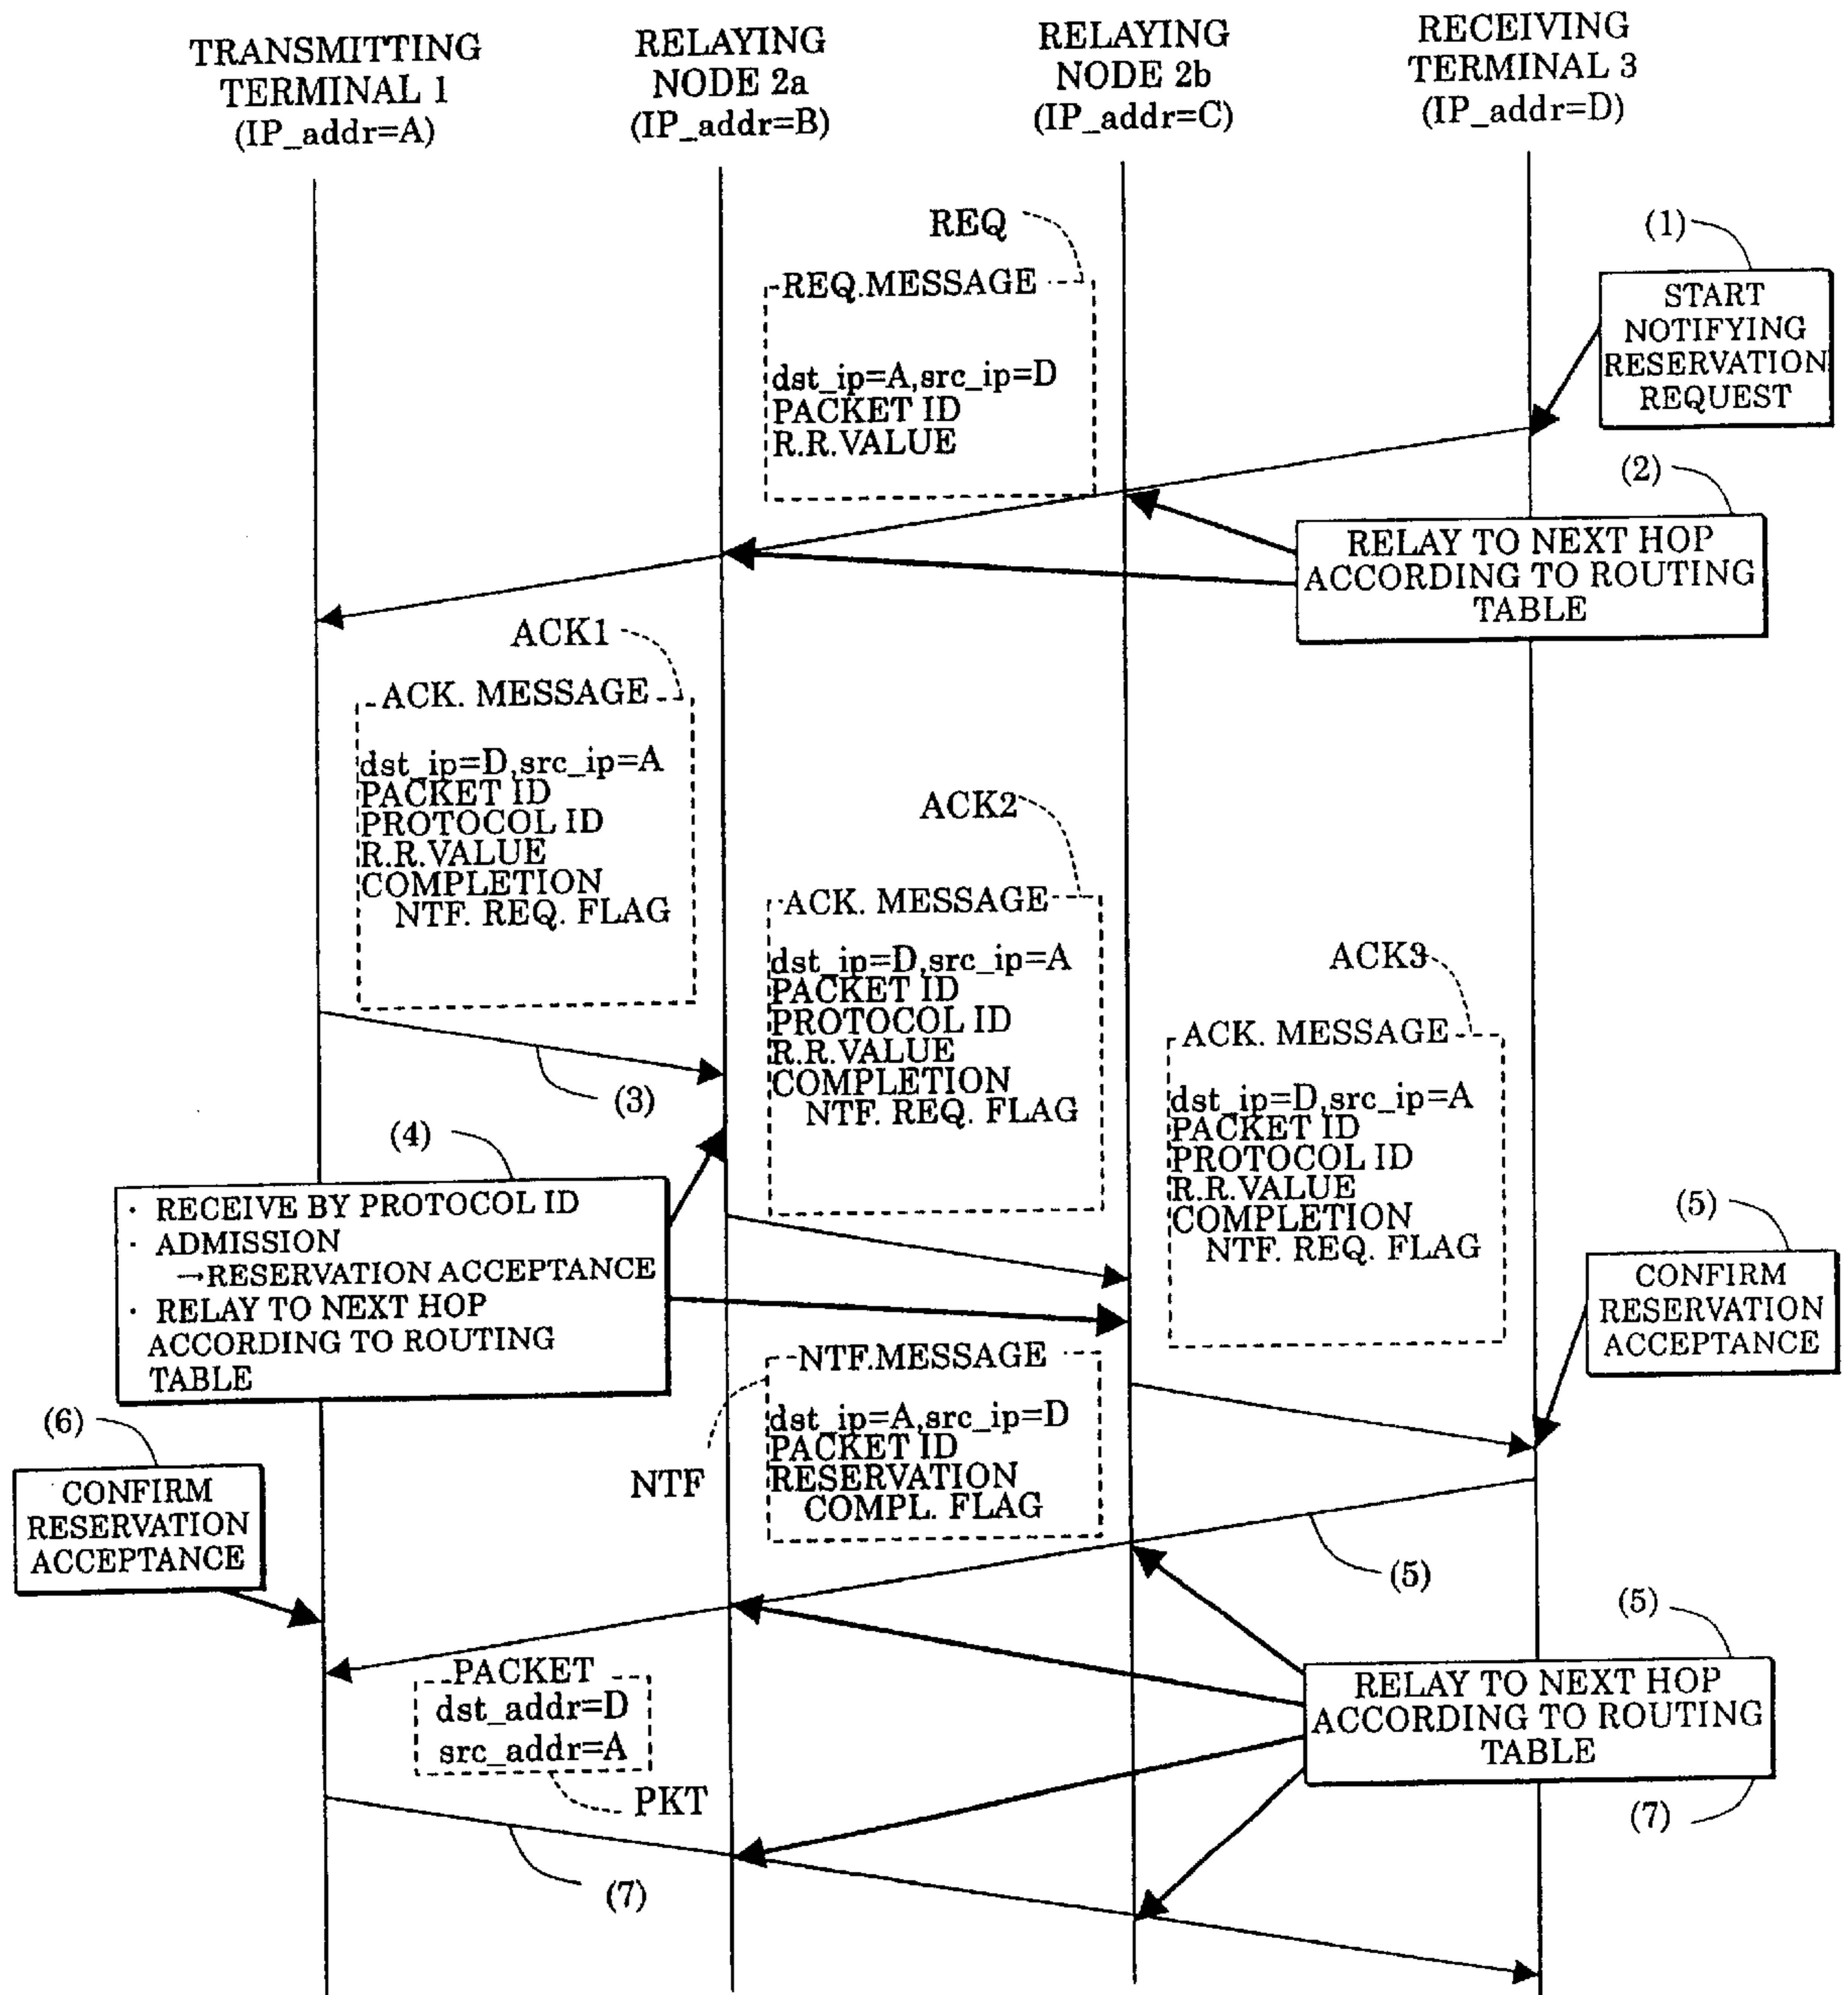 TRANSMITTING
TERMINAL 1
(IP_addr=A)
RELAYING
NODE 2a
(IP_addr=B)
RELAYING
NODE 2b
(IP_addr=C)
RECEIVING
TERMINAL 3
(IP_addr=D)
REQ
REQ.MESSAGE
dst_ip=A,src_ip=D
PACKET ID
R.R.VALUE
(1)
START
NOTIFYING
RESERVATION
REQUEST
(2)
RELAY TO NEXT HOP
ACCORDING TO ROUTING
TABLE
ACK1
ACK. MESSAGE
dst_ip=D,src_ip=A
PACKET ID
PROTOCOL ID
R.R.VALUE
COMPLETION
NTF. REQ. FLAG
(3)
ACK2
ACK. MESSAGE
dst_ip=D,src_ip=A
PACKET ID
PROTOCOL ID
R.R.VALUE
COMPLETION
NTF. REQ. FLAG
ACK3
ACK. MESSAGE
dst_ip=D,src_ip=A
PACKET ID
PROTOCOL ID
R.R.VALUE
COMPLETION
NTF. REQ. FLAG
(4)
· RECEIVE BY PROTOCOL ID
· ADMISSION
→RESERVATION ACCEPTANCE
· RELAY TO NEXT HOP
ACCORDING TO ROUTING
TABLE
(5)
CONFIRM
RESERVATION
ACCEPTANCE
NTF.MESSAGE
dst_ip=A,src_ip=D
PACKET ID
RESERVATION
COMPL. FLAG
NTF
(6)
CONFIRM
RESERVATION
ACCEPTANCE
(5)
(5)
RELAY TO NEXT HOP
ACCORDING TO ROUTING
TABLE
(7)
PACKET
dst_addr=D
src_addr=A
PKT
(7)